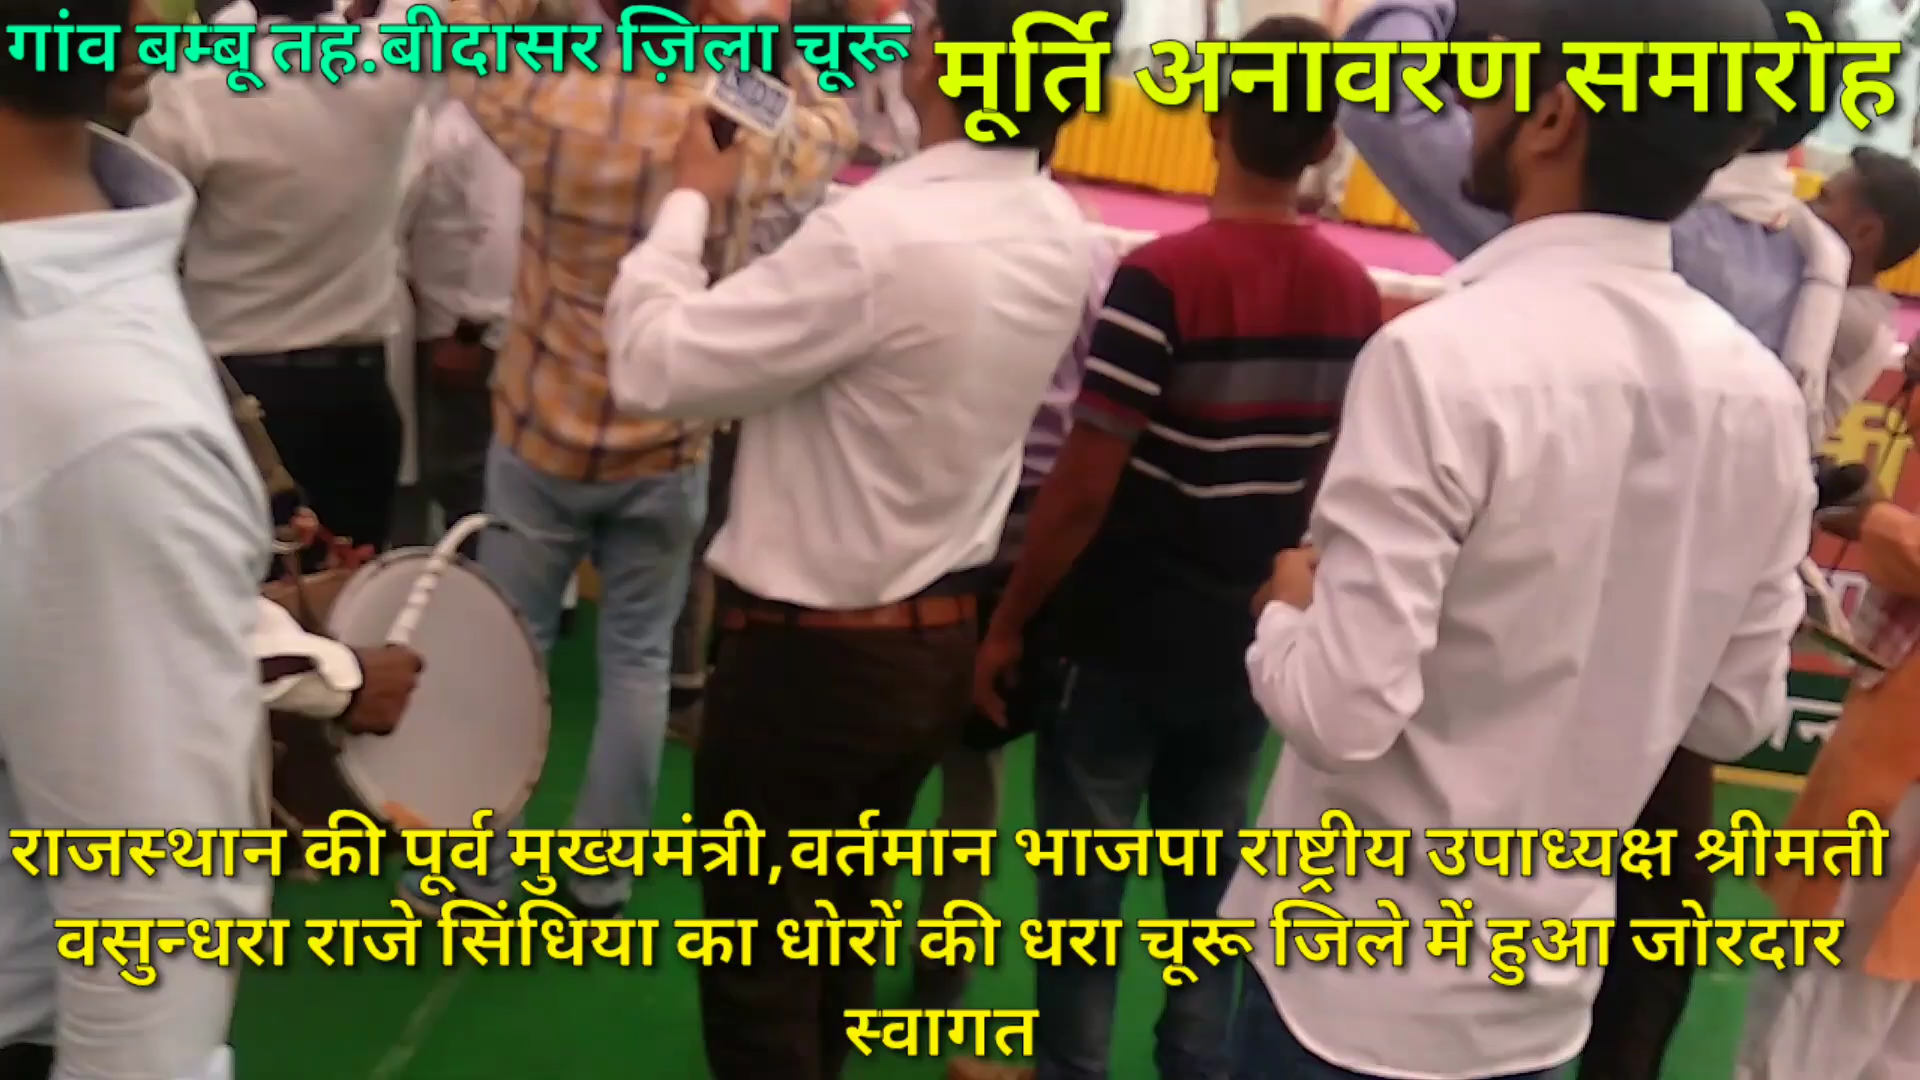 गांव बम्बू तह.बीदासर ज़िला चूरू
मूर्ति अनावरण समारोह
राजस्थान की पूर्व मुख्यमंत्री,वर्तमान भाजपा राष्ट्रीय उपाध्यक्ष श्रीमती
वसुन्धरा राजे सिंधिया का धोरों की धरा चूरू जिले में हुआ जोरदार
स्वागत